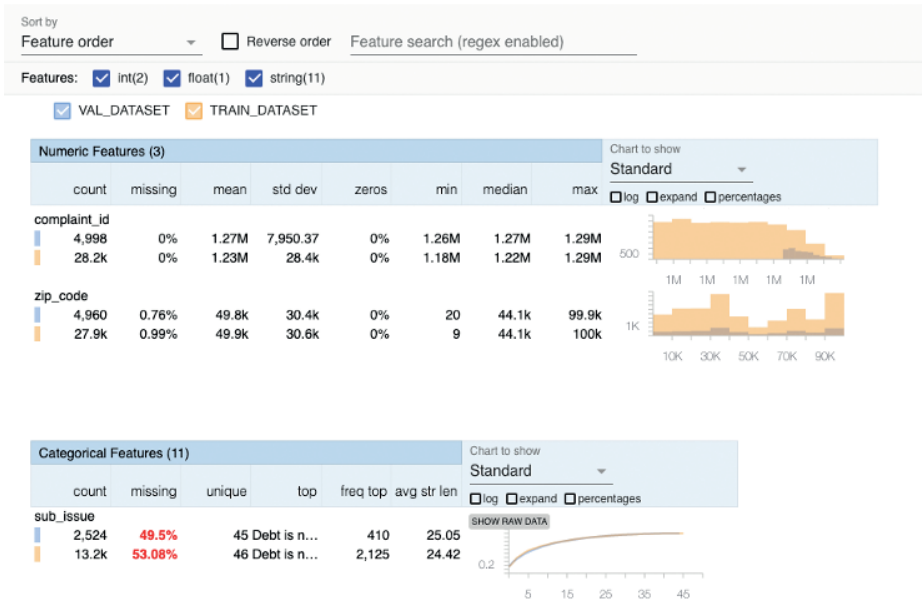 Sort by
Feature order
Reverse order
Feature search (regex enabled)
Features: int(2) float(1) string(11)
VAL_DATASET TRAIN_DATASET
Numeric Features (3)
Chart to show
Standard
count missing mean std dev zeros min median max
log expand percentages
complaint_id
4,998 0% 1.27M 7,950.37 0% 1.26M 1.27M 1.29M
28.2k 0% 1.23M 28.4k 0% 1.18M 1.22M 1.29M
500
1M 1M 1M 1M 1M
zip_code
4,960 0.76% 49.8k 30.4k 0% 20 44.1k 99.9k
27.9k 0.99% 49.9k 30.6k 0% 9 44.1k 100k
1K
10K 30K 50K 70K 90K
Categorical Features (11)
Chart to show
Standard
count missing unique top freq top avg str len
log expand percentages
sub_issue
SHOW RAW DATA
2,524 49.5% 45 Debt is n... 410 25.05
13.2k 53.08% 46 Debt is n... 2,125 24.42
0.2
5 15 25 35 45